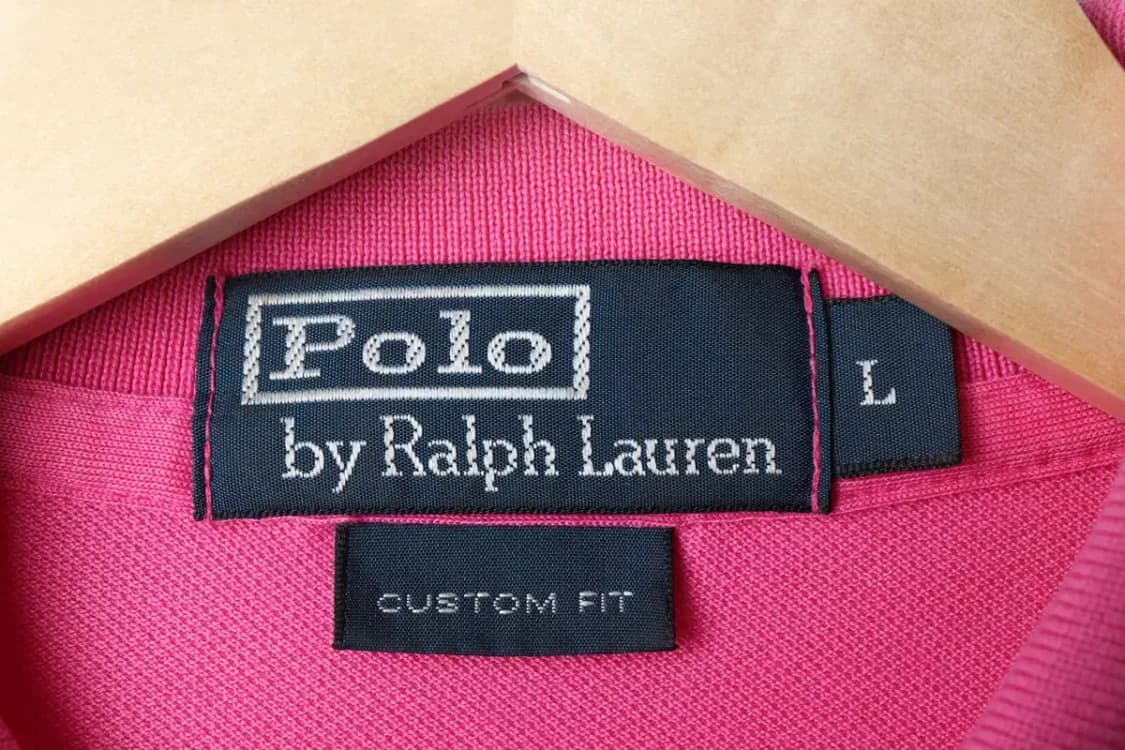 Polo
by Ralph Lauren
L
CUSTOM FIT